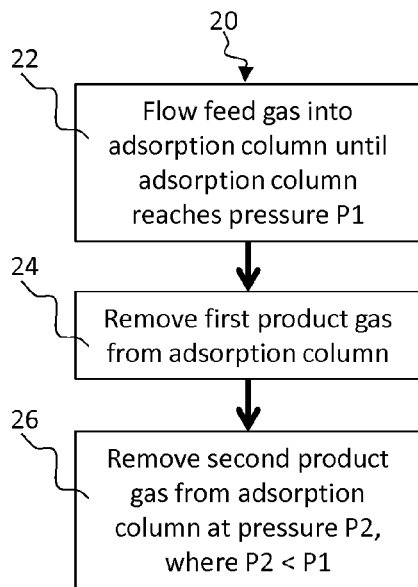 20
22
Flow feed gas into
adsorption column until
adsorption column
reaches pressure P1
24
Remove first product gas
from adsorption column
26
Remove second product
gas from adsorption
column at pressure P2,
where P2 < P1